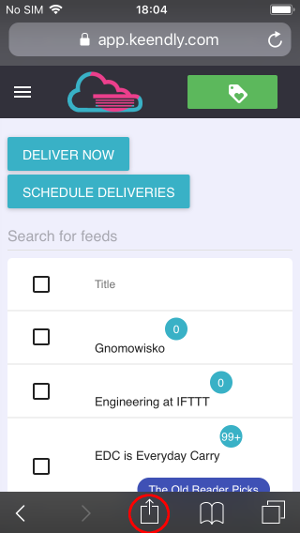 No SIM 18:04
app.keendly.com
DELIVER NOW
SCHEDULE DELIVERIES
Search for feeds
Title
0
Gnomowisko
0
Engineering at IFTTT
99+
EDC is Everyday Carry
The Old Reader Picks